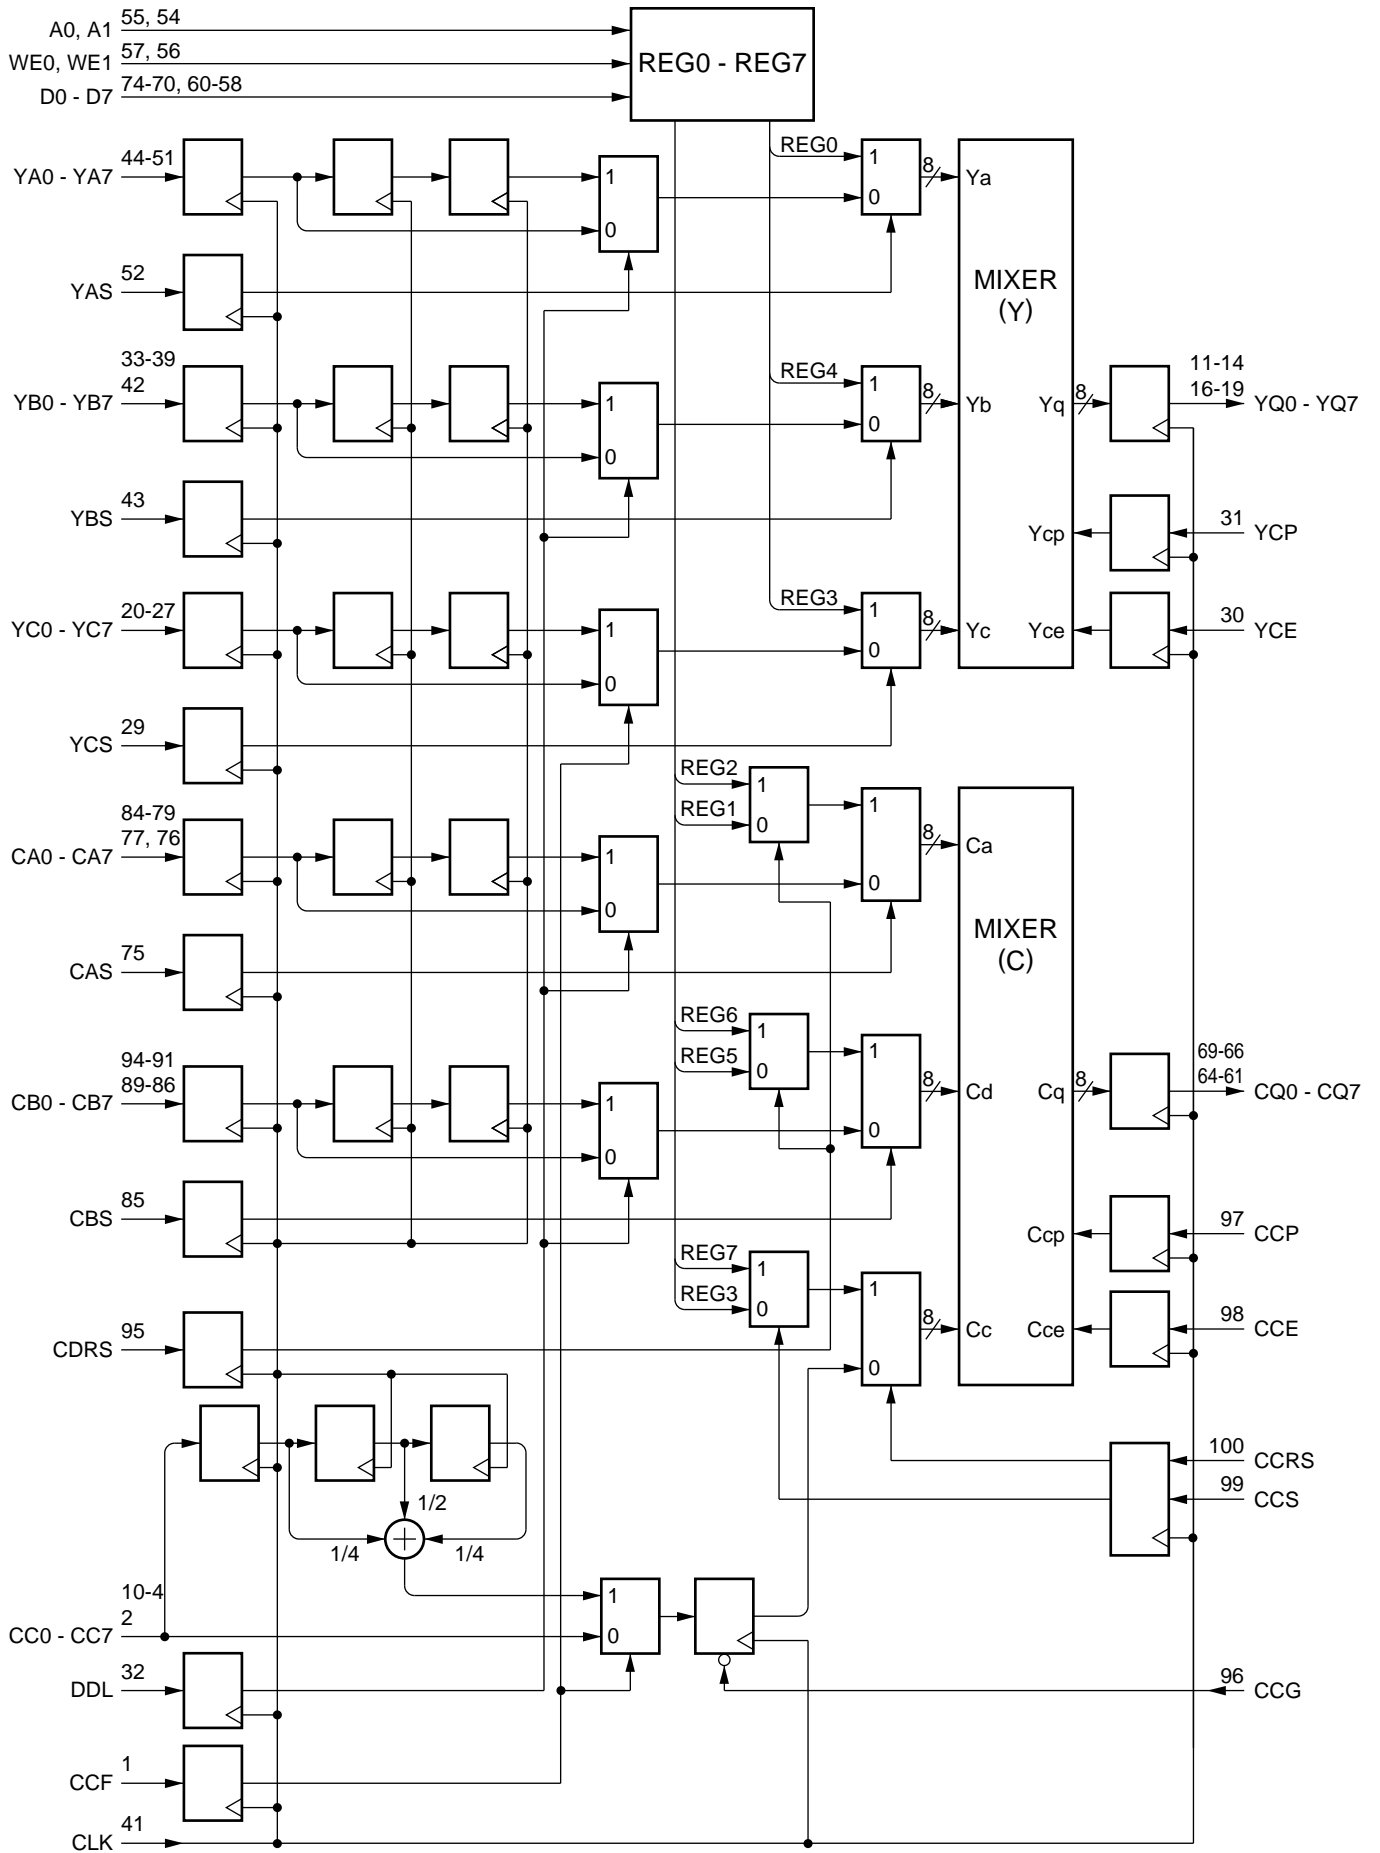 A0, A1 55, 54
WE0, WE1 57, 56
D0 - D7 74-70, 60-58
REG0 - REG7
YA0 - YA7 44-51
1
0
REG0
1
0
8
Ya
YAS 52
MIXER
(Y)
33-39
YB0 - YB7 42
1
0
REG4
1
0
8
Yb
Yq
8
11-14
16-19
YQ0 - YQ7
YBS 43
Ycp
31
YCP
YC0 - YC7 20-27
1
0
REG3
1
0
8
Yc
Yce
30
YCE
YCS 29
REG2
1
REG1
0
84-79
CA0 - CA7 77, 76
1
0
1
0
8
Ca
MIXER
(C)
CAS 75
REG6
1
REG5
0
94-91
CB0 - CB7 89-86
1
0
1
0
8
Cd
Cq
8
69-66
64-61
CQ0 - CQ7
CBS 85
Ccp
97
CCP
REG7
1
REG3
0
CDRS 95
1
0
8
Cc
Cce
98
CCE
100
CCRS
99
CCS
1/2
1/4
1/4
10-4
CC0 - CC7 2
1
0
DDL 32
96
CCG
CCF 1
CLK 41